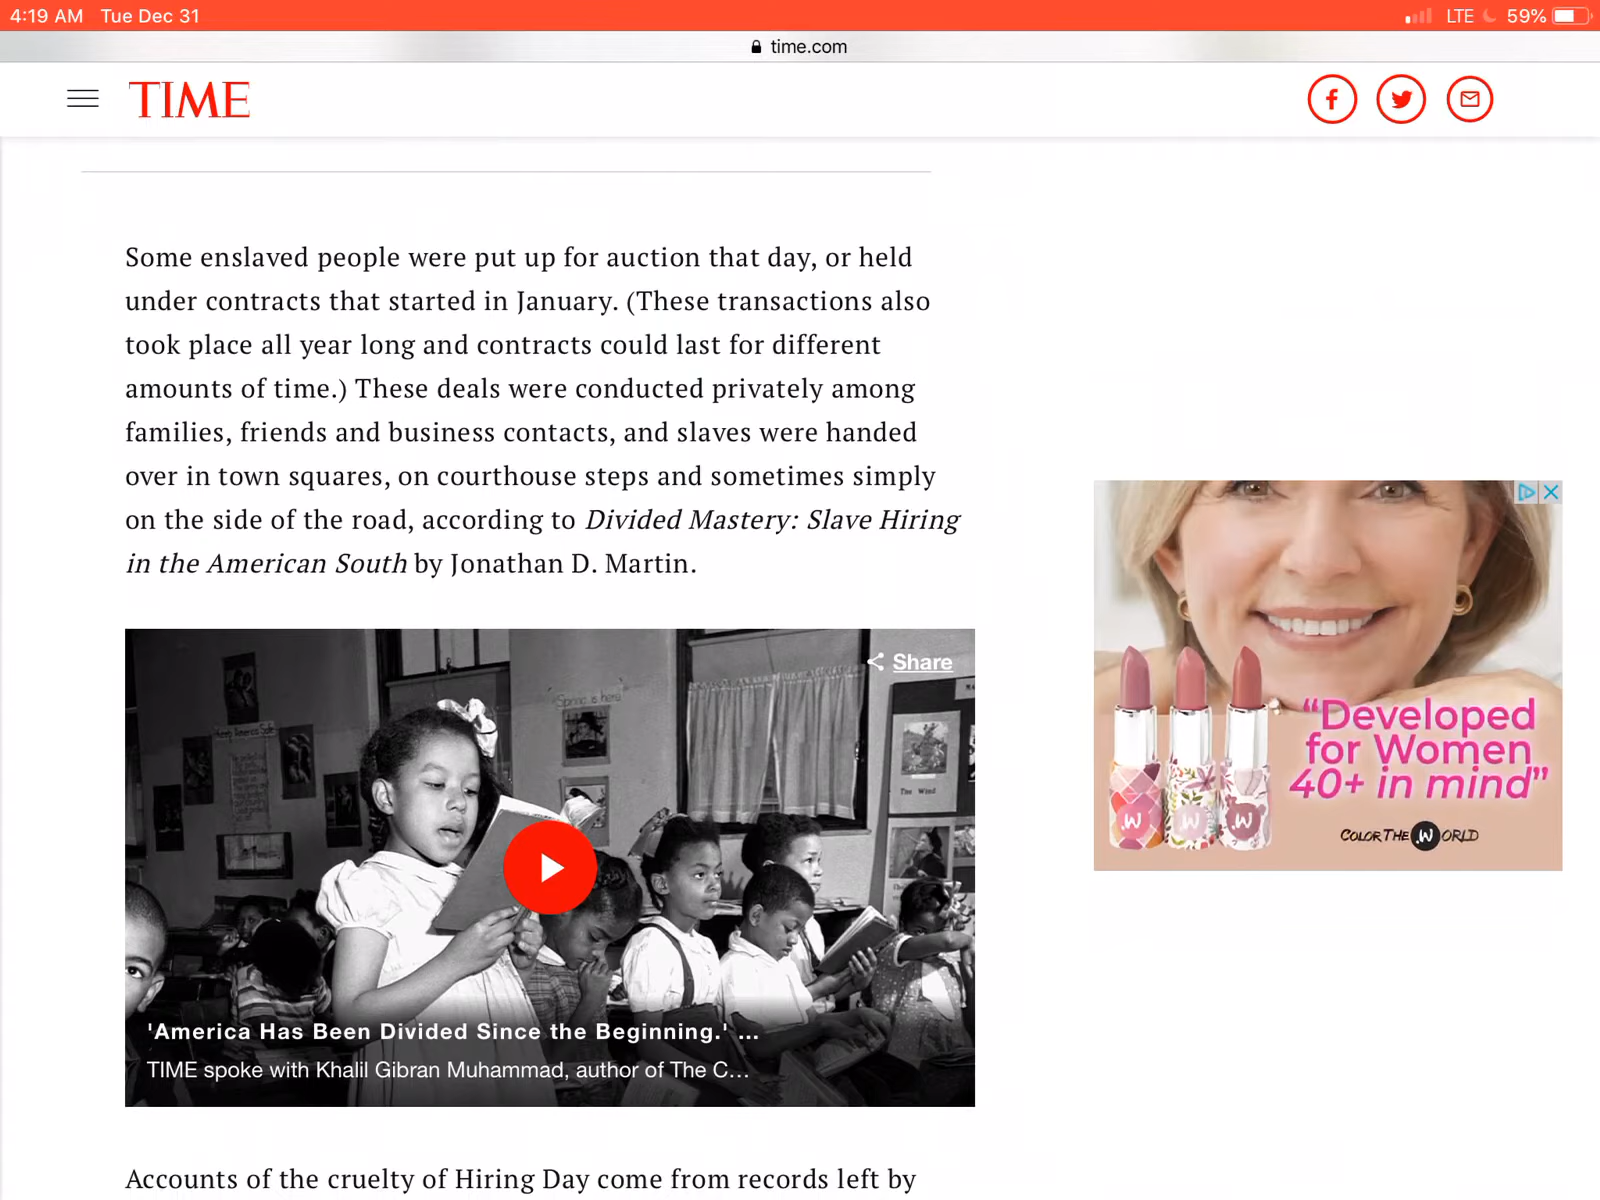 4:19 AM Tue Dec 31
LTE 59%
time.com
TIME
Some enslaved people were put up for auction that day, or held
under contracts that started in January. (These transactions also
took place all year long and contracts could last for different
amounts of time.) These deals were conducted privately among
families, friends and business contacts, and slaves were handed
over in town squares, on courthouse steps and sometimes simply
on the side of the road, according to Divided Mastery: Slave Hiring
in the American South by Jonathan D. Martin.
Share
Spring is here
The Wind
'America Has Been Divided Since the Beginning.' ...
TIME spoke with Khalil Gibran Muhammad, author of The C...
"Developed
for Women
40+ in mind"
COLOR THE .W ORLD
.W
.W
.W
Accounts of the cruelty of Hiring Day come from records left by